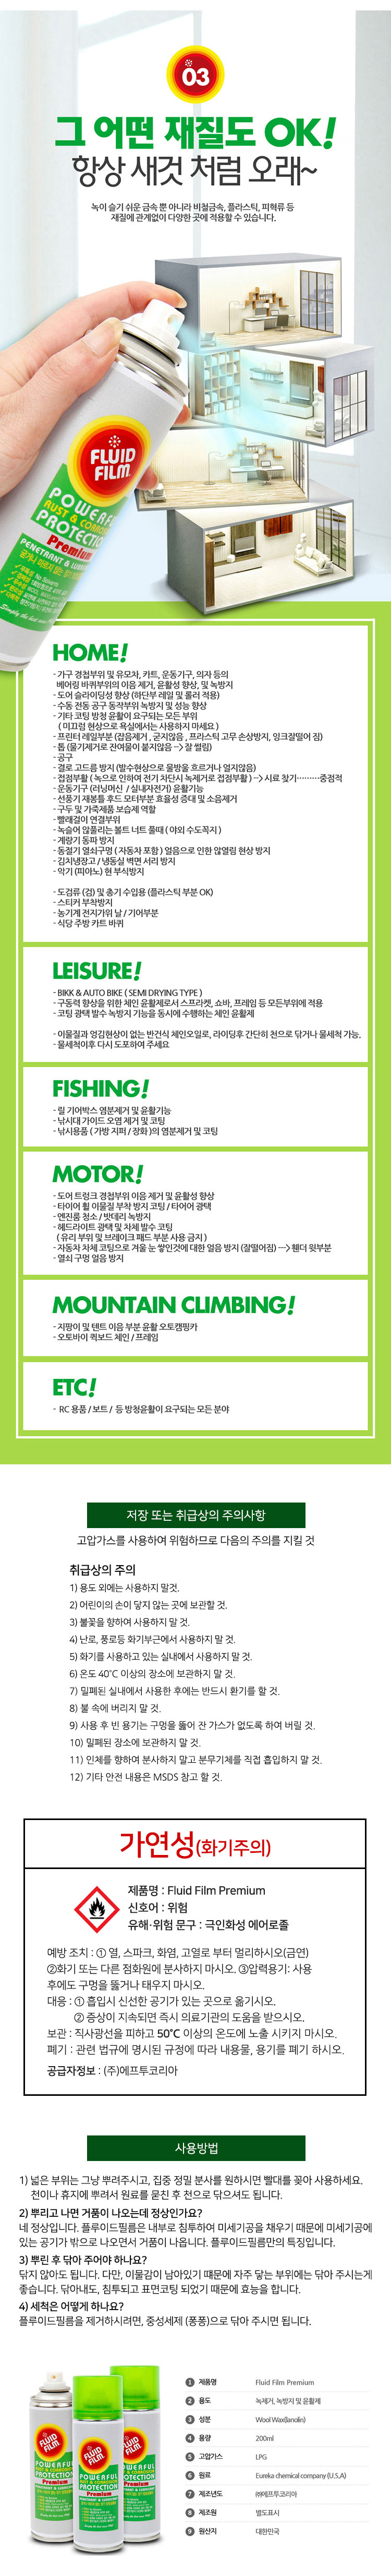 03
그 어떤 재질도 OK!
항상 새것 처럼 오래~
녹이 슬기 쉬운 금속 뿐 아니라 비철금속, 플라스틱, 피혁류 등
재질에 관계없이 다양한 곳에 적용할 수 있습니다.
FLUID
FILM
POWERFUL
RUST & CORROSION
PROTECTION
Premium
PENETRANT & LUBRICANT
HOME!
- 가구 경첩부위 및 유모차, 카트, 운동기구, 의자 등의
베어링 바퀴부위의 이음 제거, 윤활성 향상, 및 녹방지
- 도어 슬라이딩성 향상 (하단부 레일 및 롤러 적용)
- 수동 전동 공구 동작부위 녹방지 및 성능 향상
- 기타 코팅 방청 윤활이 요구되는 모든 부위
( 미끄럼 현상으로 욕실에서는 사용하지 마세요 )
- 프린터 레일부분 (잡음제거 , 굳지않음 , 프라스틱 고무 손상방지, 잉크잘떨어 짐)
- 톱 (물기제거로 잔여물이 붙지않음 -> 잘 썰림)
- 공구
- 결로 고드름 방지 (발수현상으로 물방울 흐르거나 얼지않음)
- 접점부활 ( 녹으로 인하여 전기 차단시 녹제거로 접점부활 ) --> 시료 찾기………중점적
- 운동기구 (러닝머신 / 실내자전거) 윤활기능
- 선풍기 재봉틀 후드 모터부분 효율성 증대 및 소음제거
- 구두 및 가죽제품 보습제 역할
- 빨래걸이 연결부위
- 녹슬어 않풀리는 볼트 너트 풀때 ( 야외 수도꼭지 )
- 계량기 동파 방지
- 동절기 열쇠구멍 ( 자동차 포함 ) 얼음으로 인한 않열림 현상 방지
- 김치냉장고 / 냉동실 벽면 서리 방지
- 악기 (피아노) 현 부식방지
- 도검류 (검) 및 총기 수입용 (플라스틱 부분 OK)
- 스티커 부착방지
- 농기계 전지가위 날 / 기어부분
- 식당 주방 카트 바퀴
LEISURE!
- BIKK & AUTO BIKE ( SEMI DRYING TYPE )
- 구동력 향상을 위한 체인 윤활제로서 스프라켓, 쇼바, 프레임 등 모든부위에 적용
- 코팅 광택 발수 녹방지 기능을 동시에 수행하는 체인 윤활제
- 이물질과 엉김현상이 없는 반건식 체인오일로, 라이딩후 간단히 천으로 닦거나 물세척 가능.
- 물세척이후 다시 도포하여 주세요
FISHING!
- 릴 기어박스 염분제거 및 윤활기능
- 낚시대 가이드 오염 제거 및 코팅
- 낚시용품 ( 가방 지퍼 / 장화 )의 염분제거 및 코팅
MOTOR!
- 도어 트렁크 경첩부위 이음 제거 및 윤활성 향상
- 타이어 휠 이물질 부착 방지 코팅 / 타이어 광택
- 엔진룸 청소 / 밧데리 녹방지
- 헤드라이트 광택 및 차체 발수 코팅
( 유리 부위 및 브레이크 패드 부분 사용 금지 )
- 자동차 차체 코팅으로 겨울 눈 쌓인것에 대한 얼음 방지 (잘떨어짐) ---> 휀더 윗부분
- 열쇠 구멍 얼음 방지
MOUNTAIN CLIMBING!
- 지팡이 및 텐트 이음 부분 윤활 오토캠핑카
- 오토바이 퀵보드 체인 / 프레임
ETC!
- RC 용품 / 보트 / 등 방청윤활이 요구되는 모든 분야
저장 또는 취급상의 주의사항
고압가스를 사용하여 위험하므로 다음의 주의를 지킬 것
취급상의 주의
1) 용도 외에는 사용하지 말것.
2) 어린이의 손이 닿지 않는 곳에 보관할 것.
3) 불꽃을 향하여 사용하지 말 것.
4) 난로, 풍로등 화기부근에서 사용하지 말 것.
5) 화기를 사용하고 있는 실내에서 사용하지 말 것.
6) 온도 40℃ 이상의 장소에 보관하지 말 것.
7) 밀폐된 실내에서 사용한 후에는 반드시 환기를 할 것.
8) 불 속에 버리지 말 것.
9) 사용 후 빈 용기는 구멍을 뚫어 잔 가스가 없도록 하여 버릴 것.
10) 밀폐된 장소에 보관하지 말 것.
11) 인체를 향하여 분사하지 말고 분무기체를 직접 흡입하지 말 것.
12) 기타 안전 내용은 MSDS 참고 할 것.
가연성(화기주의)
제품명 : Fluid Film Premium
신호어 : 위험
유해·위험 문구 : 극인화성 에어로졸
예방 조치 : ① 열, 스파크, 화염, 고열로 부터 멀리하시오(금연)
②화기 또는 다른 점화원에 분사하지 마시오. ③압력용기: 사용
후에도 구멍을 뚫거나 태우지 마시오.
대응 : ① 흡입시 신선한 공기가 있는 곳으로 옮기시오.
② 증상이 지속되면 즉시 의료기관의 도움을 받으시오.
보관 : 직사광선을 피하고 50℃ 이상의 온도에 노출 시키지 마시오.
폐기 : 관련 법규에 명시된 규정에 따라 내용물, 용기를 폐기 하시오.
공급자정보 : (주)에프투코리아
사용방법
1) 넓은 부위는 그냥 뿌려주시고, 집중 정밀 분사를 원하시면 빨대를 꽂아 사용하세요.
천이나 휴지에 뿌려서 원료를 묻친 후 천으로 닦으셔도 됩니다.
2) 뿌리고 나면 거품이 나오는데 정상인가요?
네 정상입니다. 플루이드필름은 내부로 침투하여 미세기공을 채우기 때문에 미세기공에
있는 공기가 밖으로 나오면서 거품이 나옵니다. 플루이드필름만의 특징입니다.
3) 뿌린 후 닦아 주어야 하나요?
닦지 않아도 됩니다. 다만, 이물감이 남아있기 때문에 자주 닿는 부위에는 닦아 주시는게
좋습니다. 닦아내도, 침투되고 표면코팅 되었기 때문에 효능을 합니다.
4) 세척은 어떻게 하나요?
플루이드필름을 제거하시려면, 중성세제 (퐁퐁)으로 닦아 주시면 됩니다.
FLUID
FILM
POWERFUL
RUST & CORROSION
PROTECTION
Premium
1 제품명 Fluid Film Premium
2 용도 녹제거, 녹방지 및 윤활제
3 성분 Wool Wax(lanolin)
4 용량 200ml
5 고압가스 LPG
6 원료 Eureka chemical company (U.S,A)
7 제조년도 ㈜에프투코리아
8 제조원 별도표시
9 원산지 대한민국